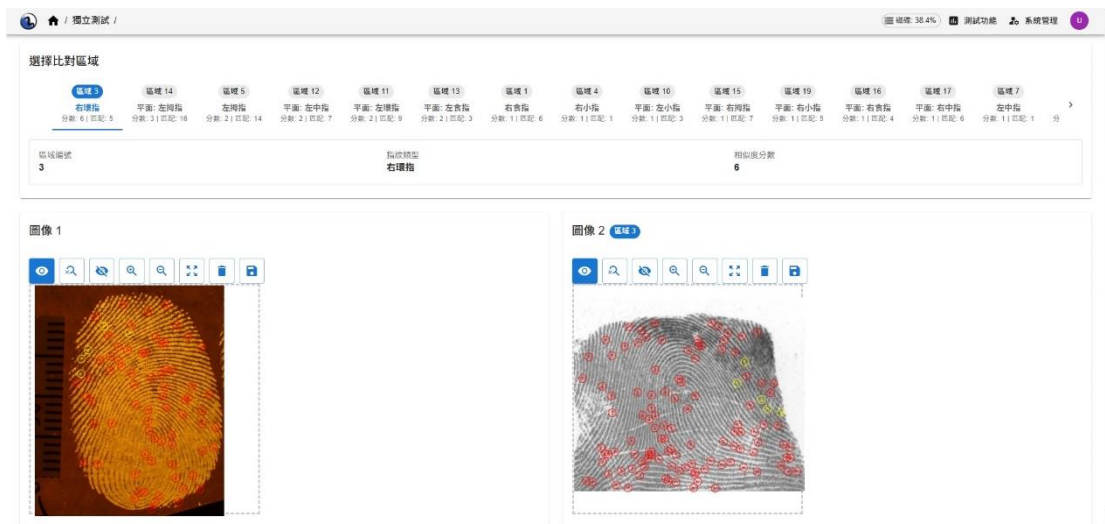 / 獨立測試 /
磁碟: 38.4%
測試功能
系統管理
U
選擇比對區域
區域 3 區域 14 區域 5 區域 12 區域 11 區域 13 區域 1 區域 4 區域 10 區域 15 區域 19 區域 16 區域 17 區域 7
右環指 平面: 左拇指 左拇指 平面: 左中指 平面: 左環指 平面: 左食指 右食指 右小指 平面: 左小指 平面: 右拇指 平面: 右小指 平面: 右食指 平面: 右中指 左中指
分數: 6 | 匹配: 5 分數: 3 | 匹配: 16 分數: 2 | 匹配: 14 分數: 2 | 匹配: 7 分數: 2 | 匹配: 9 分數: 2 | 匹配: 3 分數: 1 | 匹配: 6 分數: 1 | 匹配: 1 分數: 1 | 匹配: 3 分數: 1 | 匹配: 7 分數: 1 | 匹配: 5 分數: 1 | 匹配: 4 分數: 1 | 匹配: 6 分數: 1 | 匹配: 1 分
區域編號 指紋類型 相似度分數
3 右環指 6
圖像 1
圖像 2 區域 3